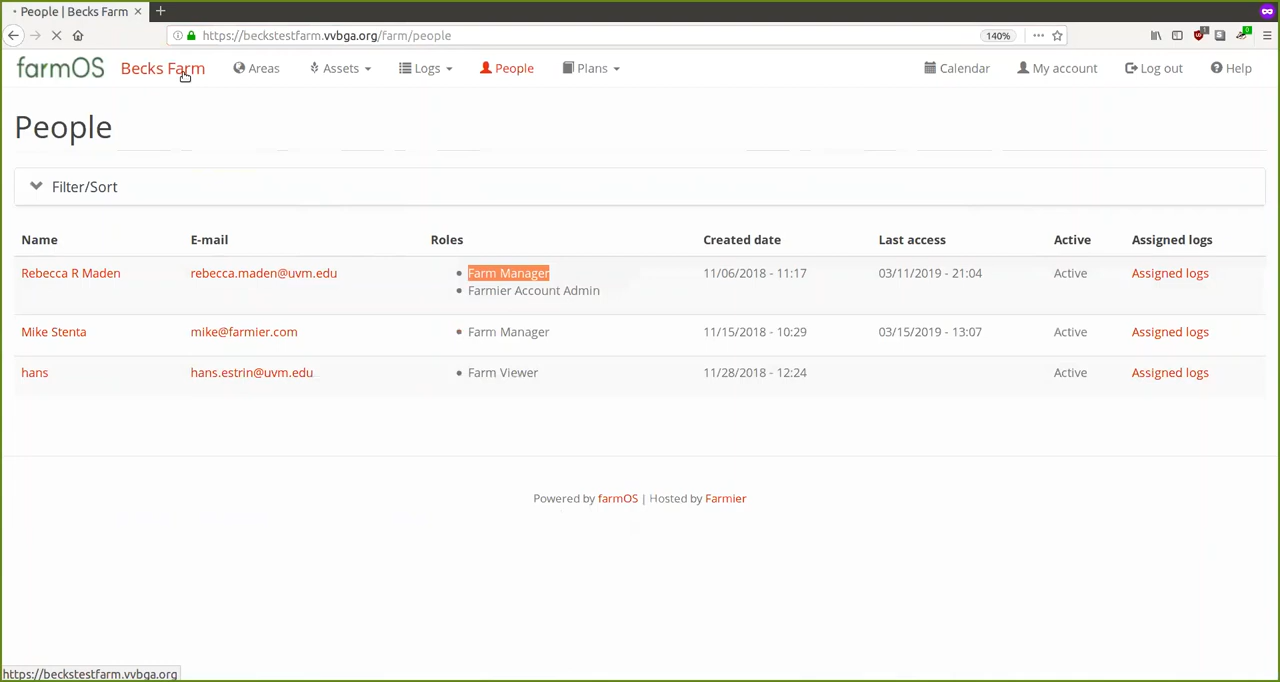 People | Becks Farm
https://beckstestfarm.vvbga.org/farm/people 140%
farmOS Becks Farm Areas Assets Logs People Plans Calendar My account Log out Help
People
Filter/Sort
Name E-mail Roles Created date Last access Active Assigned logs
Rebecca R Maden rebecca.maden@uvm.edu Farm Manager 11/06/2018 - 11:17 03/11/2019 - 21:04 Active Assigned logs
Farmier Account Admin
Mike Stenta mike@farmier.com Farm Manager 11/15/2018 - 10:29 03/15/2019 - 13:07 Active Assigned logs
hans hans.estrin@uvm.edu Farm Viewer 11/28/2018 - 12:24 Active Assigned logs
Powered by farmOS | Hosted by Farmier
https://beckstestfarm.vvbga.org